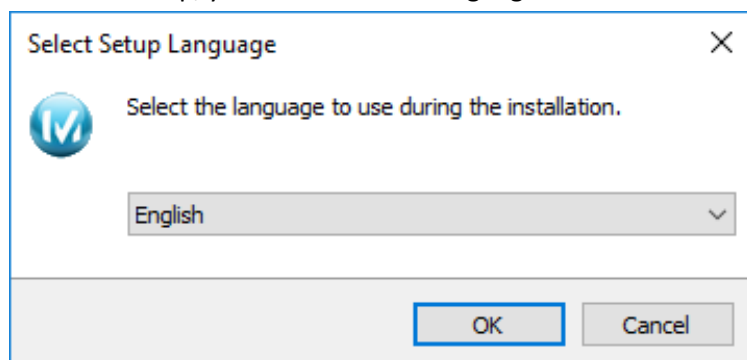 Select Setup Language
Select the language to use during the installation.
English
OK Cancel